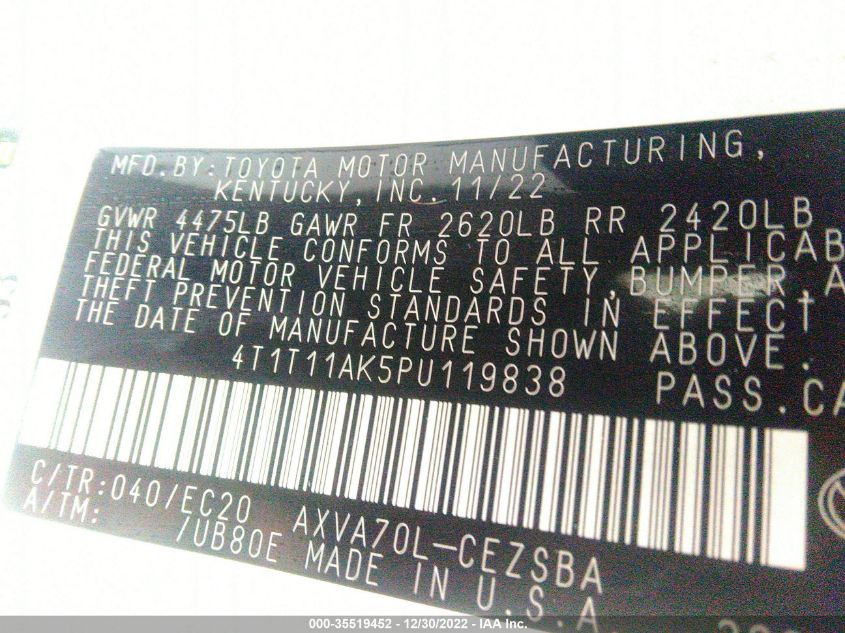 MFD.BY:TOYOTA MOTOR MANUFACTURING,
KENTUCKY,INC. 11/22
GVWR 4475LB GAWR FR 2620LB RR 2420LB
THIS VEHICLE CONFORMS TO ALL APPLICAB
FEDERAL MOTOR VEHICLE SAFETY,BUMPER,A
THEFT PREVENTION STANDARDS IN EFFECT
THE DATE OF MANUFACTURE SHOWN ABOVE.
4T1T11AK5PU119838 PASS.CA
C/TR:040/EC20 AXVA70L-CEZSBA
A/TM: /UB80E MADE IN U.S.A
000-35519452 - 12/30/2022 - IAA Inc.